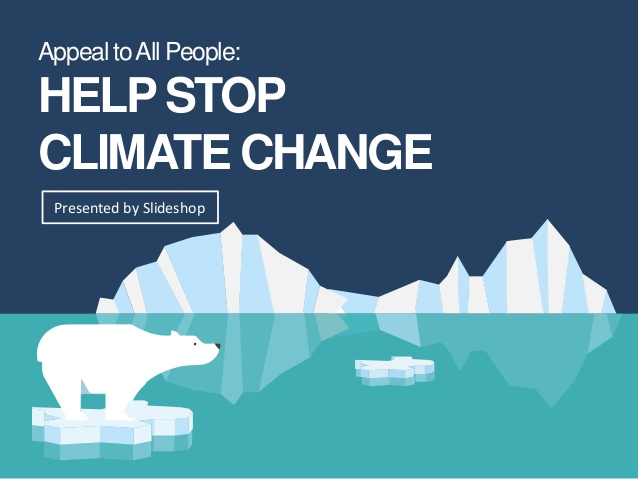 Appeal to All People:
HELP STOP
CLIMATE CHANGE
Presented by Slideshop